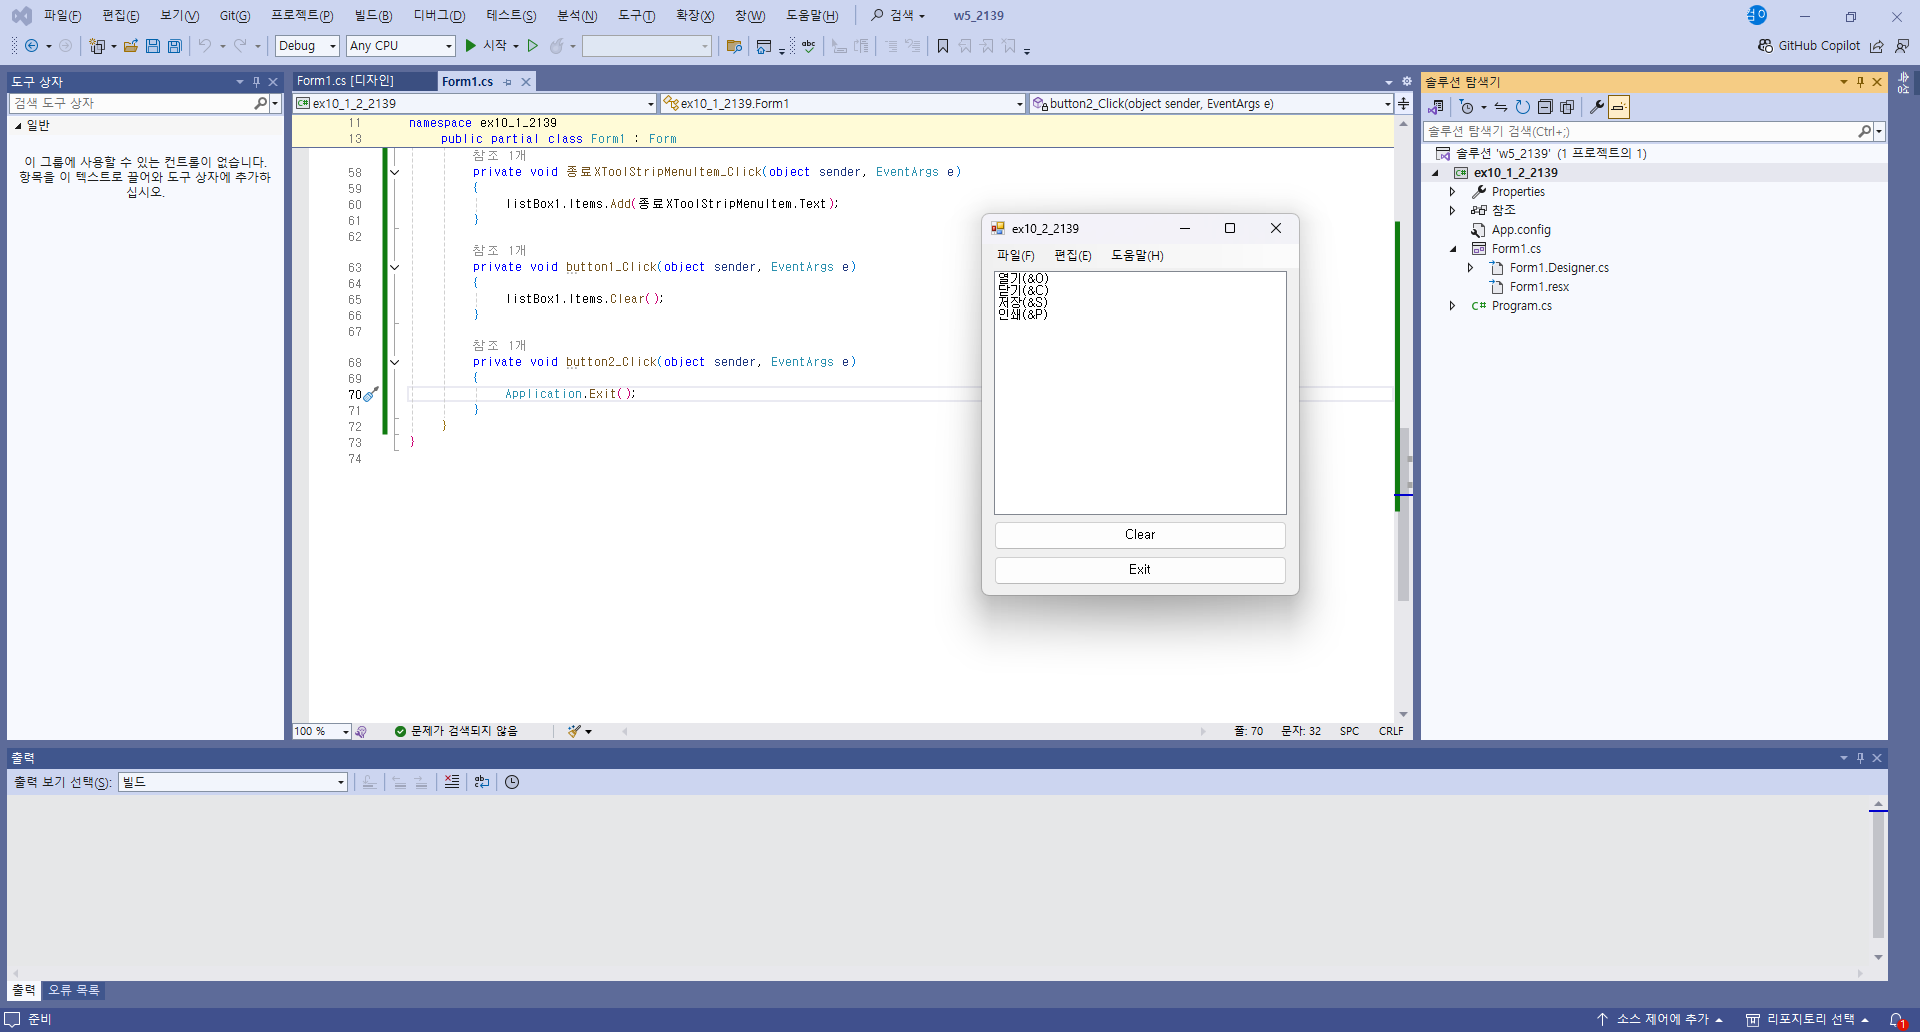 파일(F) 편집(E) 보기(V) Git(G) 프로젝트(P) 빌드(B) 디버그(D) 테스트(S) 분석(N) 도구(T) 확장(X) 창(W) 도움말(H) 검색 w5_2139
Debug Any CPU 시작 GitHub Copilot
도구 상자
검색 도구 상자
일반
이 그룹에 사용할 수 있는 컨트롤이 없습니다.
항목을 이 텍스트로 끌어와 도구 상자에 추가하
십시오.
Form1.cs [디자인] Form1.cs
ex10_1_2_2139 ex10_1_2139.Form1 button2_Click(object sender, EventArgs e)
11 namespace ex10_1_2139
13 public partial class Form1 : Form
참조 1개
58 private void 종료XToolStripMenuItem_Click(object sender, EventArgs e)
59 {
60 listBox1.Items.Add(종료XToolStripMenuItem.Text);
61 }
62
참조 1개
63 private void button1_Click(object sender, EventArgs e)
64 {
65 listBox1.Items.Clear();
66 }
67
참조 1개
68 private void button2_Click(object sender, EventArgs e)
69 {
70 Application.Exit();
71 }
72 }
73 }
74
100 % 문제가 검색되지 않음 줄: 70 문자: 32 SPC CRLF
ex10_2_2139
파일(F) 편집(E) 도움말(H)
열기(&O)
닫기(&C)
저장(&S)
인쇄(&P)
Clear
Exit
솔루션 탐색기
솔루션 탐색기 검색(Ctrl+;)
솔루션 'w5_2139' (1 프로젝트의 1)
ex10_1_2_2139
Properties
참조
App.config
Form1.cs
Form1.Designer.cs
Form1.resx
Program.cs
속성
출력
출력 보기 선택(S): 빌드
출력 오류 목록
준비 소스 제어에 추가 리포지토리 선택 1